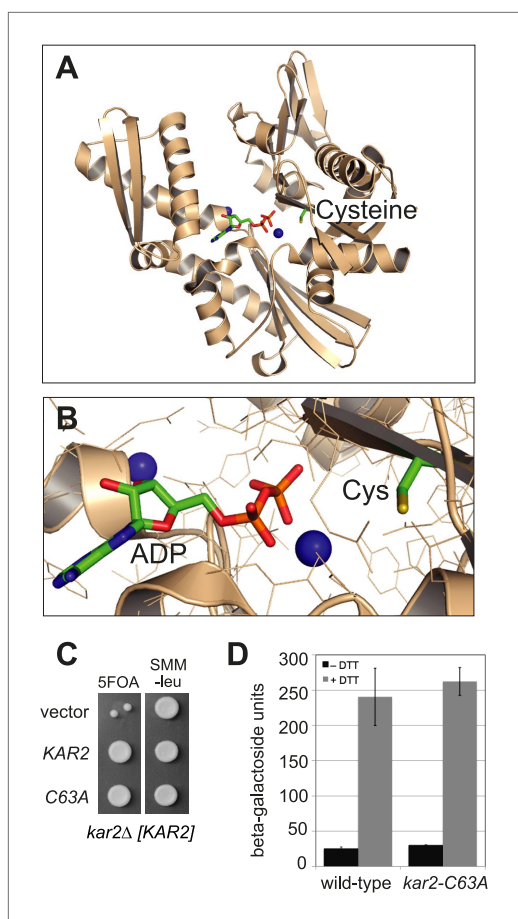 A
Cysteine
B
Cys
ADP
C
5FOA
SMM
-leu
vector
KAR2
C63A
kar2Δ [KAR2]
D
– DTT
+ DTT
beta-galactoside units
300
250
200
150
100
50
0
wild-type
kar2-C63A